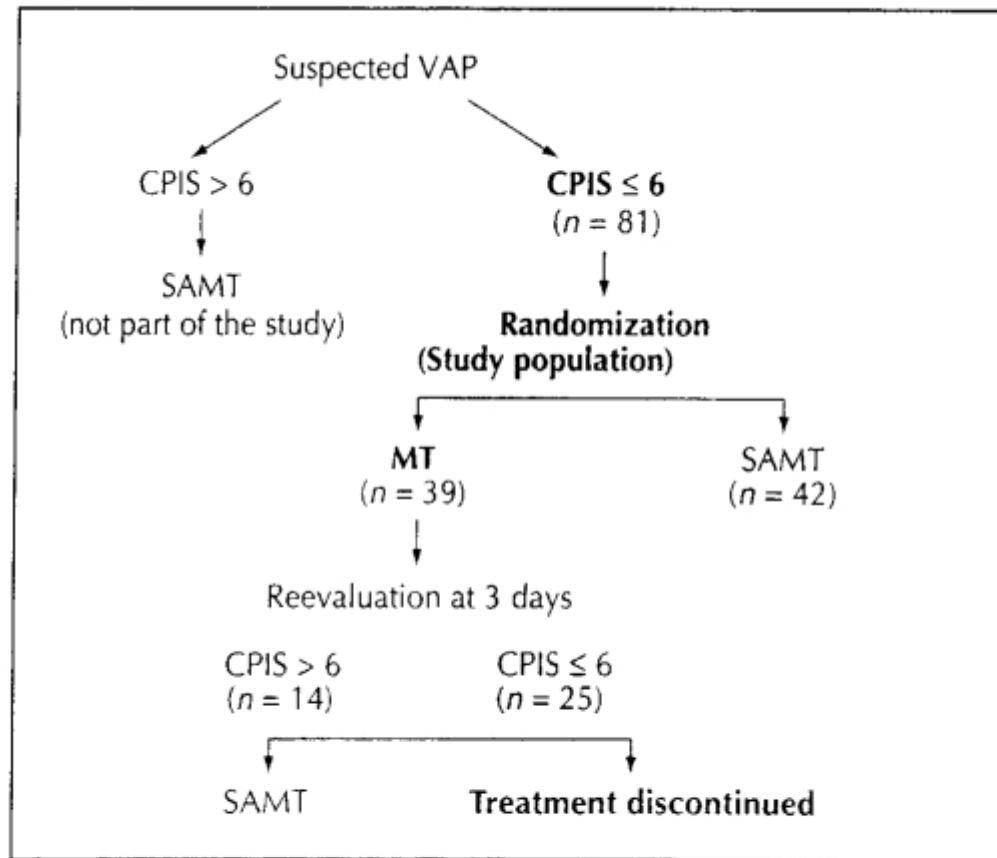 Suspected VAP
CPIS > 6
CPIS ≤ 6
(n = 81)
SAMT
(not part of the study)
Randomization
(Study population)
MT
(n = 39)
SAMT
(n = 42)
Reevaluation at 3 days
CPIS > 6
(n = 14)
CPIS ≤ 6
(n = 25)
SAMT
Treatment discontinued